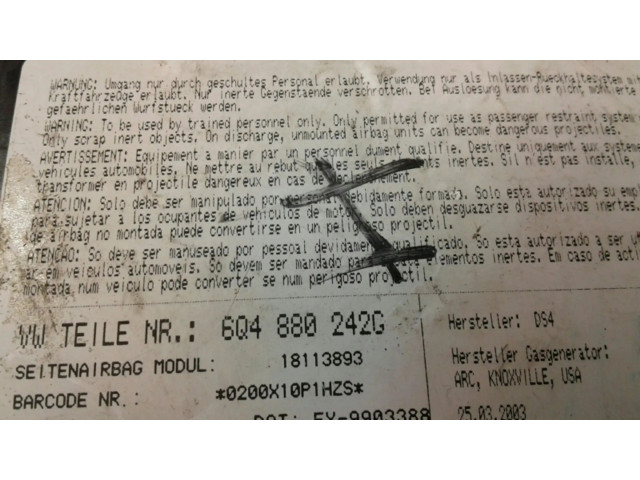 WARNUNG: Umgang nur durch geschultes Personal erlaubt, Verwendung nur als Insassen-Rueckhaltesystem
Kraftfahrzeuge erlaubt. Nur inerte Gegenstaende verschrotten. Bei Ausloesung kann die nicht montierte
gefaehrlichen Wurfstueck werden.
WARNING: To be used by trained personnel only. Only permitted for use as passenger restraint system
Only scrap inert objects. On discharge, unmounted airbag units can become dangerous projectiles.
AVERTISSEMENT: Equipement a manier par un personnel dument qualifie. Destine uniquement aux system
vehicules automobiles. Ne mettre au rebut que les seuls inertes. S il n est pas installe,
transformer en projectile dangereux en cas de declenchement.
ATENCION: Solo debe ser manipulado por personal debidamente formado. Solo esta autorizado su em
para sujetar a los ocupantes de vehiculos de motor. Solo deben desguazarse dispositivos inertes.
de airbag no montada puede convertirse en un peligroso projectil.
ATENCAO: So deve ser manuseado por pessoal devidamente qualificado. So esta autorizado a ser
ar em veiculos automoveis. So devem ser mandado para elementos inertes. Em caso de acti
montada num veiculo pode converter se num perigoso projectil.
VW TEILE NR.: 6Q4 880 242G
SEITENAIRBAG MODUL: 18113893
BARCODE NR.: *0200X10P1HZS*
DAT: EX-9903388
Hersteller: DS4
Hersteller Gasgenerator:
ARC, KNOXVILLE, USA
25.03.2003